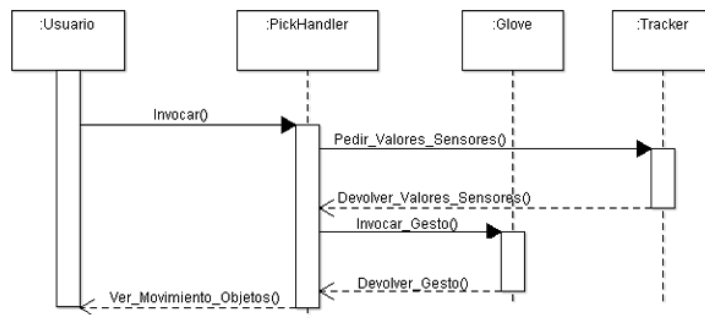 :Usuario
:PickHandler
:Glove
:Tracker
Invocar()
Pedir_Valores_Sensores()
Devolver_Valores_Sensores()
Invocar_Gesto()
Devolver_Gesto()
Ver_Movimiento_Objetos()